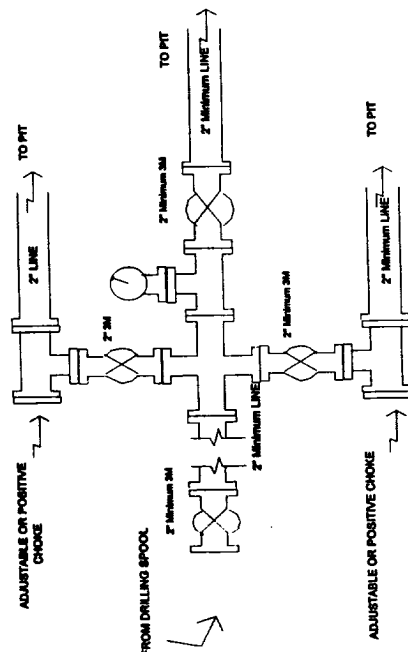 TO PIT
2" LINE
2" 3M
ADJUSTABLE OR POSITIVE
CHOKE
TO PIT
2" Minimum LINE
2" Minimum 3M
2" Minimum LINE
2" Minimum 3M
FROM DRILLING SPOOL
TO PIT
2" Minimum LINE
2" Minimum 3M
ADJUSTABLE OR POSITIVE CHOKE